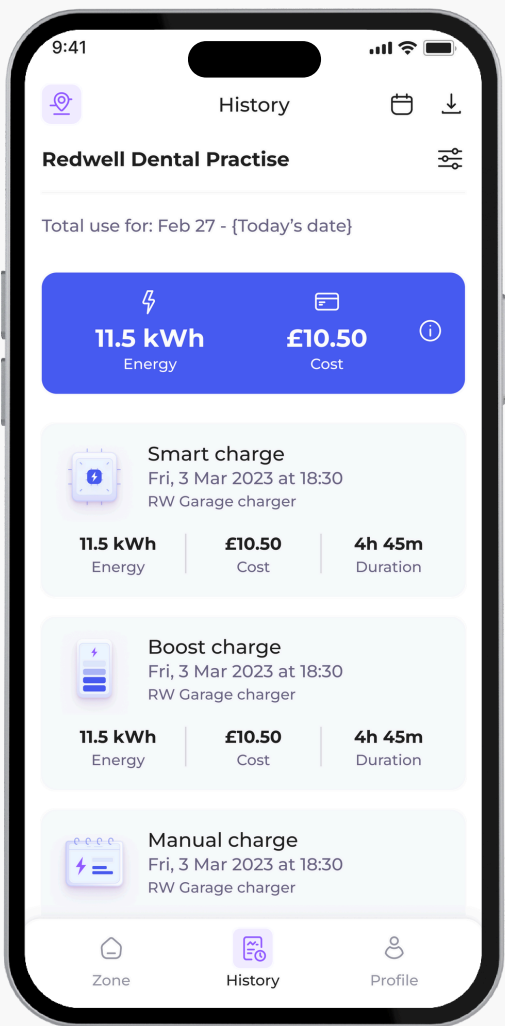 9:41
History
Redwell Dental Practise
Total use for: Feb 27 - {Today’s date}
11.5 kWh £10.50
Energy Cost
Smart charge
Fri, 3 Mar 2023 at 18:30
RW Garage charger
11.5 kWh £10.50 4h 45m
Energy Cost Duration
Boost charge
Fri, 3 Mar 2023 at 18:30
RW Garage charger
11.5 kWh £10.50 4h 45m
Energy Cost Duration
Manual charge
Fri, 3 Mar 2023 at 18:30
RW Garage charger
Zone History Profile